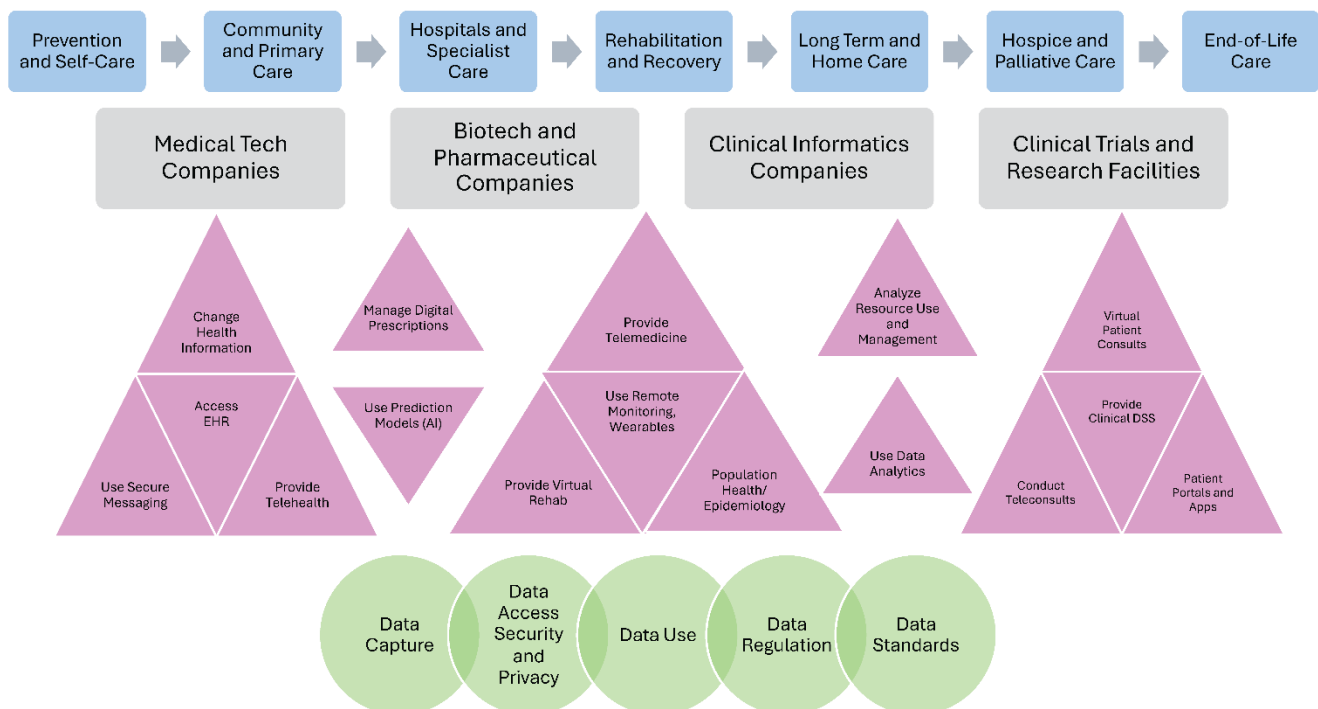 Prevention
and Self-Care
Community
and Primary
Care
Hospitals and
Specialist
Care
Rehabilitation
and Recovery
Long Term and
Home Care
Hospice and
Palliative Care
End-of-Life
Care
Medical Tech
Companies
Biotech and
Pharmaceutical
Companies
Clinical Informatics
Companies
Clinical Trials and
Research Facilities
Change
Health
Information
Access
EHR
Use Secure
Messaging
Provide
Telehealth
Manage Digital
Prescriptions
Use Prediction
Models (AI)
Provide
Telemedicine
Use Remote
Monitoring,
Wearables
Provide Virtual
Rehab
Population
Health/
Epidemiology
Analyze
Resource Use
and
Management
Use Data
Analytics
Virtual
Patient
Consults
Provide
Clinical DSS
Conduct
Teleconsults
Patient
Portals and
Apps
Data
Capture
Data
Access
Security
and
Privacy
Data Use
Data
Regulation
Data
Standards